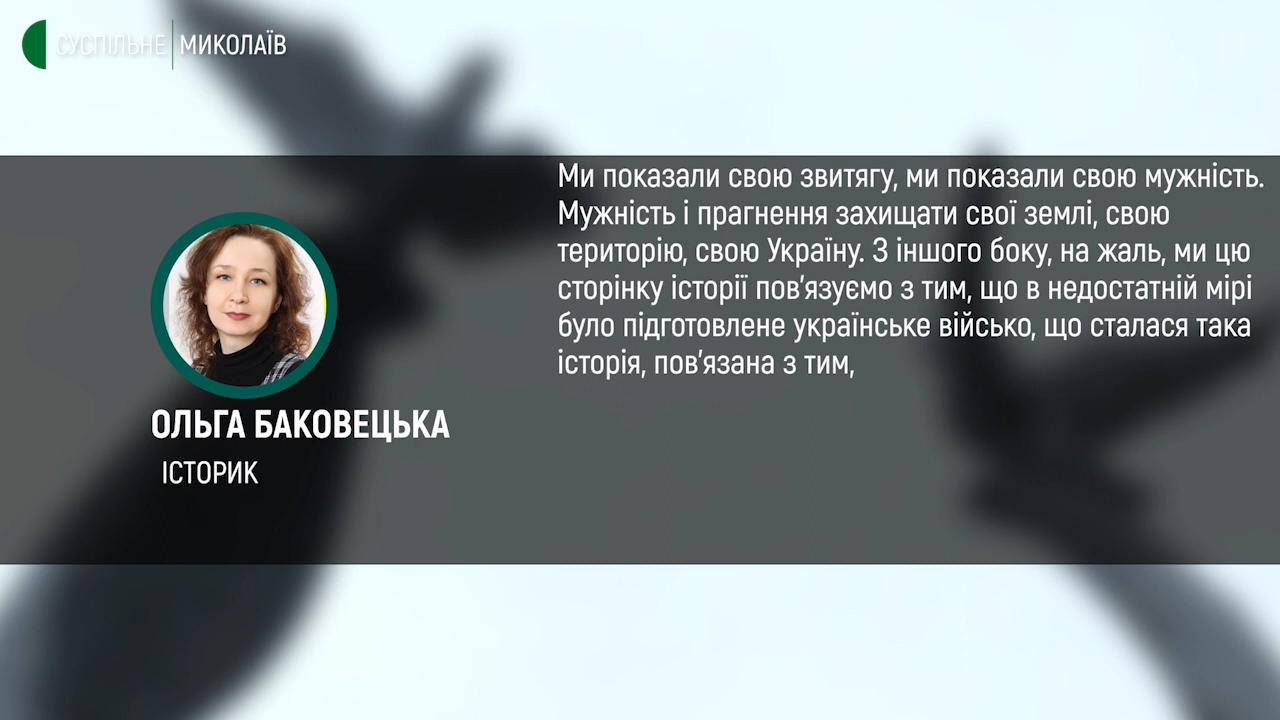 СУСПІЛЬНЕ МИКОЛАЇВ
Ми показали свою звитягу, ми показали свою мужність.
Мужність і прагнення захищати свої землі, свою
територію, свою Україну. З іншого боку, на жаль, ми цю
сторінку історії пов’язуємо з тим, що в недостатній мірі
було підготовлене українське військо, що сталася така
історія, пов’язана з тим,
ОЛЬГА БАКОВЕЦЬКА
ІСТОРИК